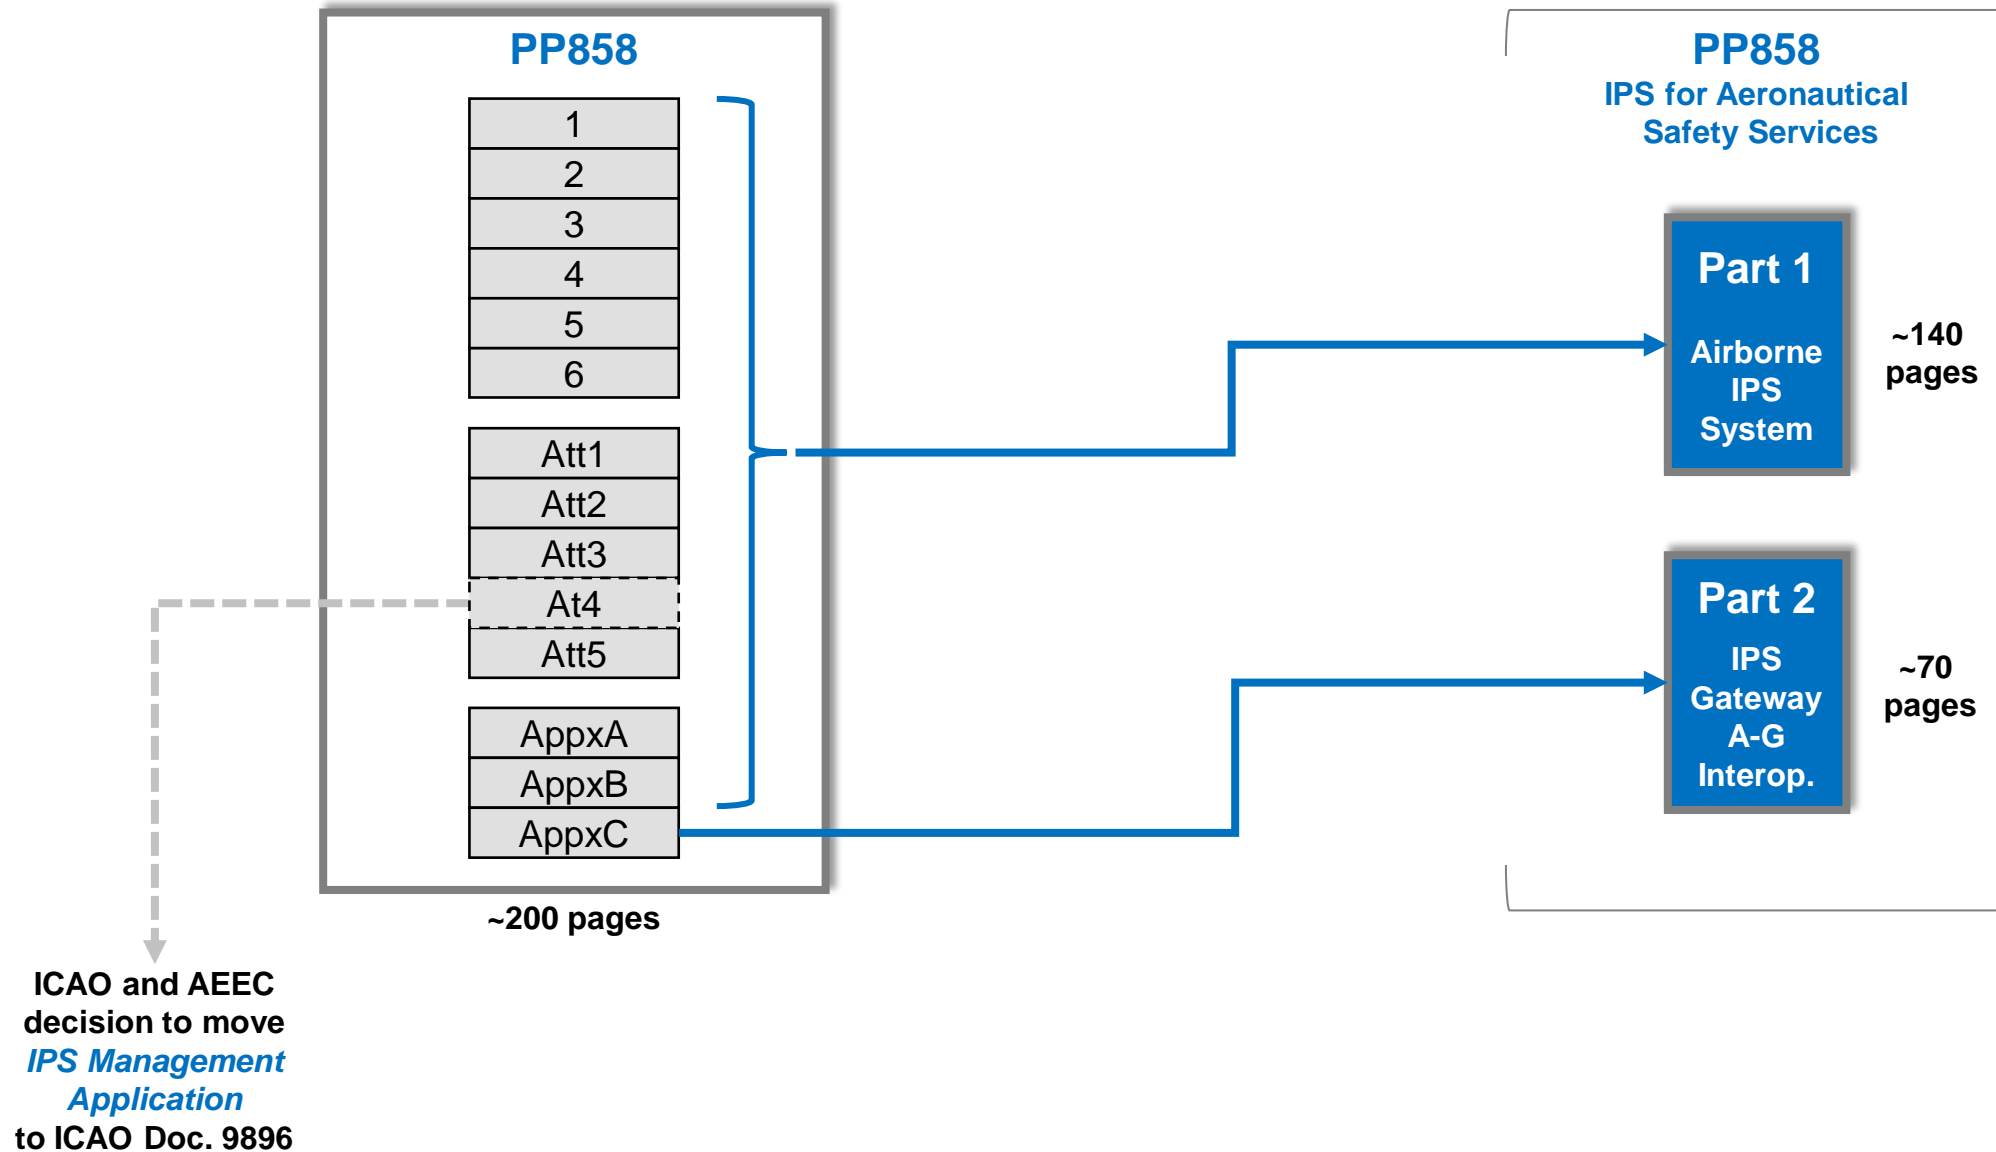 PP858
1
2
3
4
5
6
Att1
Att2
Att3
At4
Att5
AppxA
AppxB
AppxC
~200 pages
ICAO and AEEC
decision to move
IPS Management
Application
to ICAO Doc. 9896
PP858
IPS for Aeronautical
Safety Services
Part 1
Airborne
IPS
System
~140
pages
Part 2
IPS
Gateway
A-G
Interop.
~70
pages